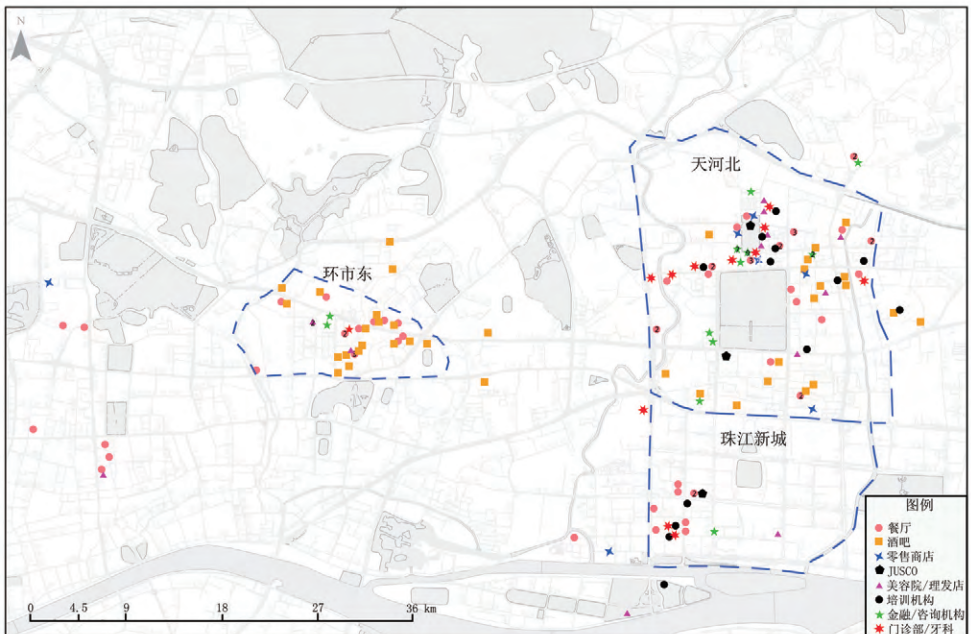 N
天河北
环市东
珠江新城
图例
餐厅
酒吧
零售商店
JUSCO
美容院/理发店
培训机构
金融/咨询机构
门诊部/牙科
0 4.5 9 18 27 36 km